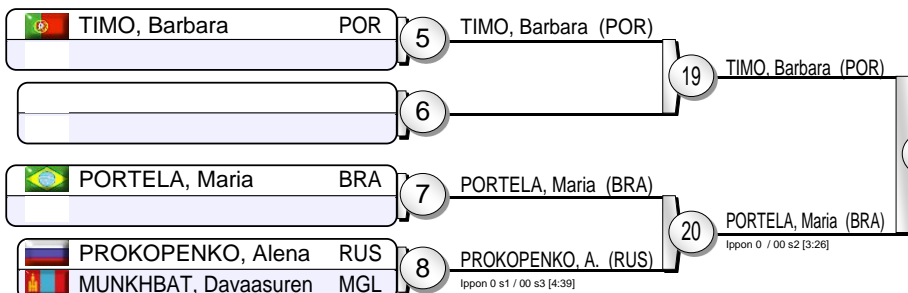 TIMO, Barbara POR
5
TIMO, Barbara (POR)
19
TIMO, Barbara (POR)
6
PORTELA, Maria BRA
7
PORTELA, Maria (BRA)
20
PORTELA, Maria (BRA)
Ippon 0 / 00 s2 [3:26]
PROKOPENKO, Alena RUS
8
PROKOPENKO, A. (RUS)
MUNKHBAT, Davaasuren MGL
Ippon 0 s1 / 00 s3 [4:39]